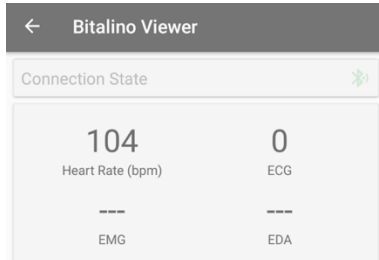 Bitalino Viewer
Connection State
104 0
Heart Rate (bpm) ECG
--- ---
EMG EDA